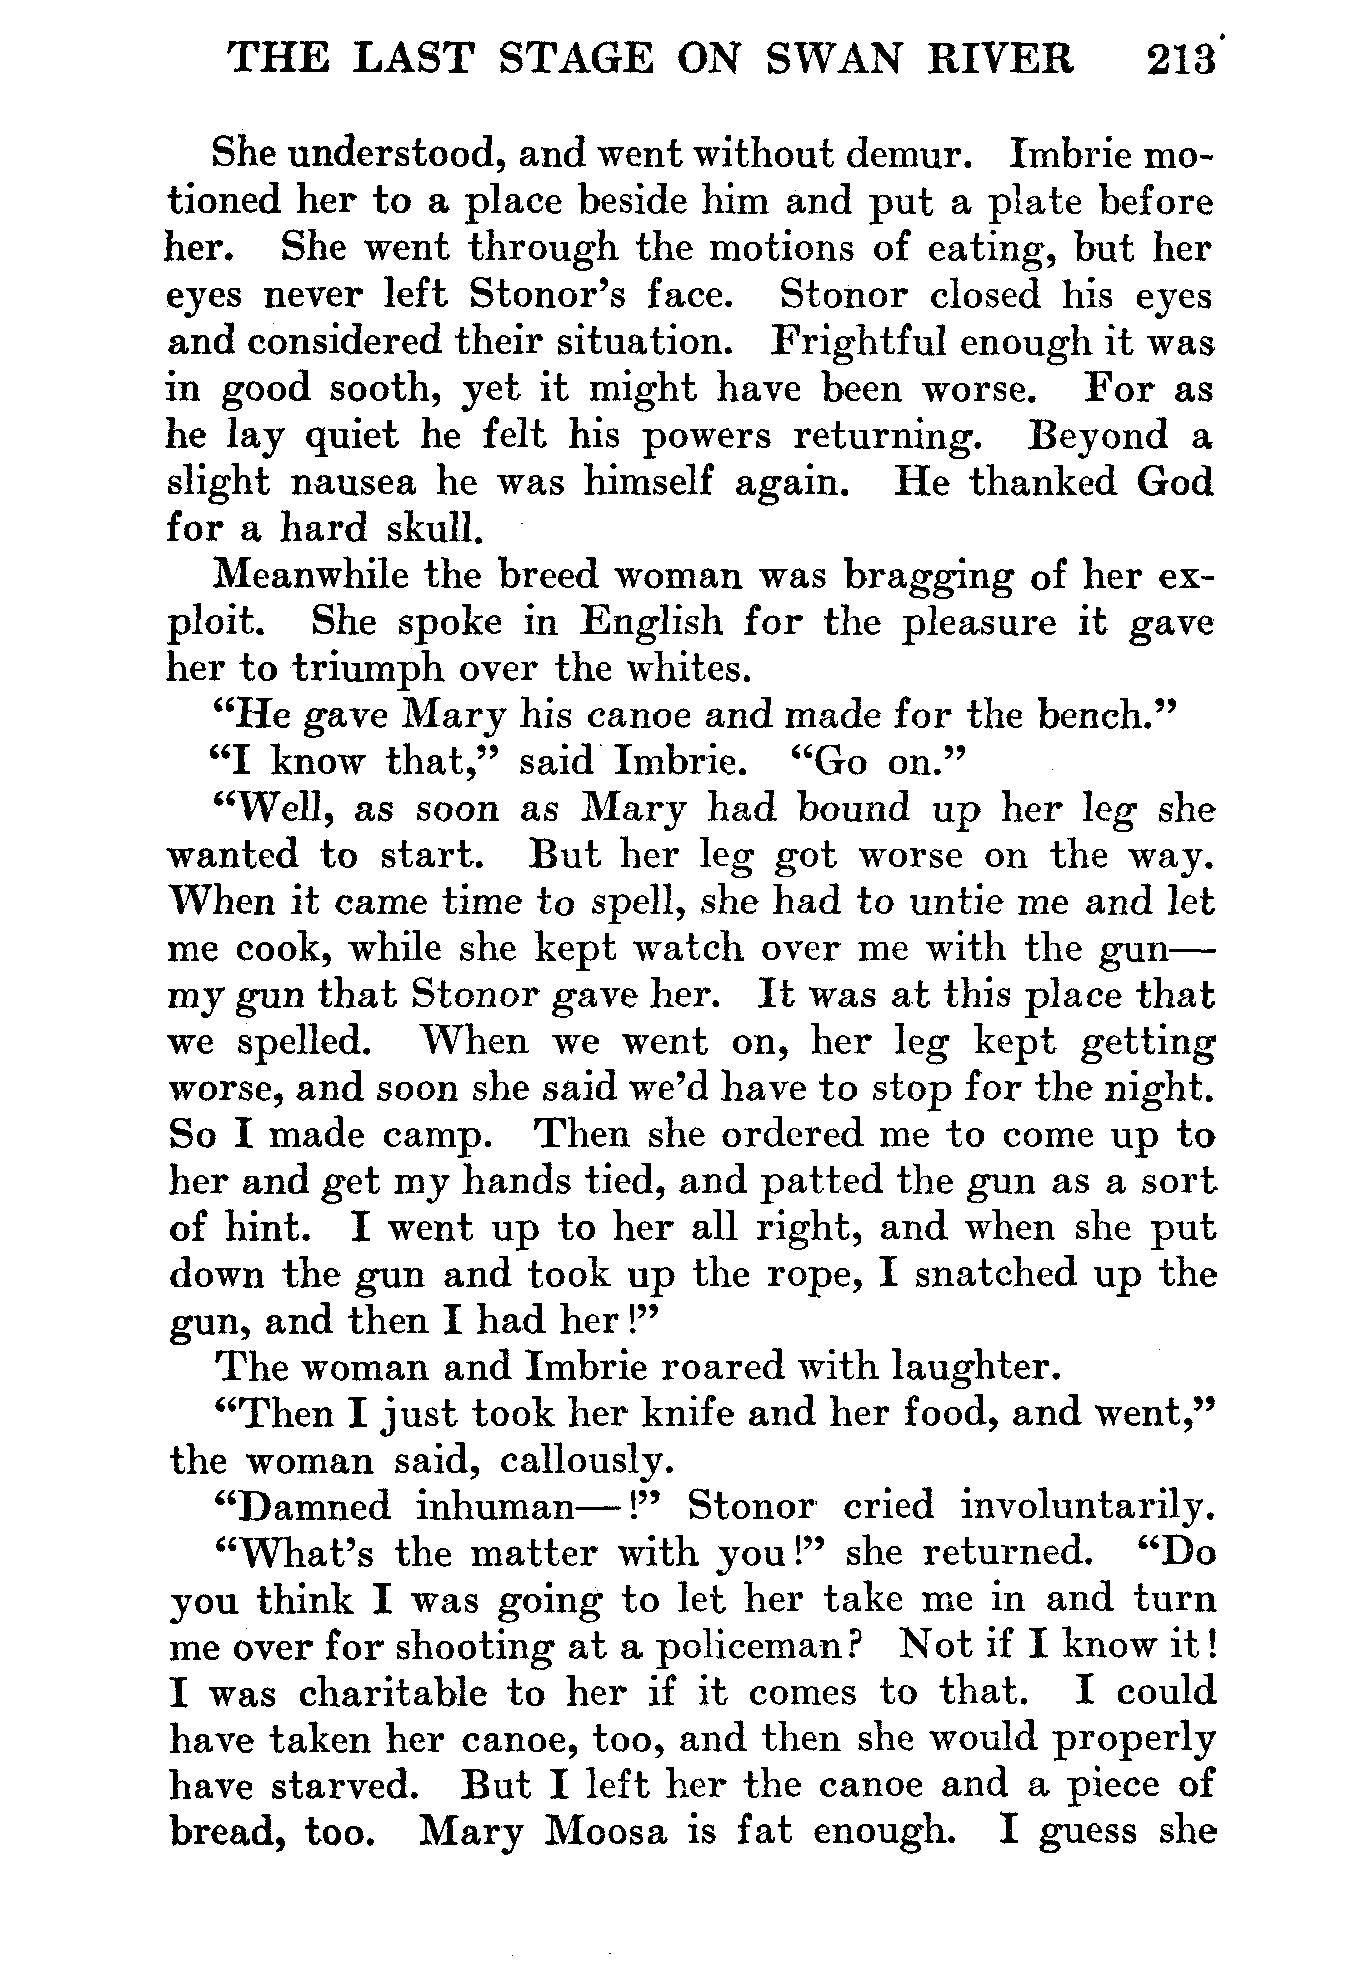 THE LAST STAGE ON SWAN RIVER 213
She understood, and went without demur. Imbrie mo-
tioned her to a place beside him and put a plate before
her. She went through the motions of eating, but her
eyes never left Stonor's face. Stonor closed his eyes
and considered their situation. Frightful enough it was
in good sooth, yet it might have been worse. For as
he lay quiet he felt his powers returning. Beyond a
slight nausea he was himself again. He thanked God
for a hard skull.
Meanwhile the breed woman was bragging of her ex-
ploit. She spoke in English for the pleasure it gave
her to triumph over the whites.
“He gave Mary his canoe and made for the bench.”
“I know that,” said Imbrie. “Go on.”
“Well, as soon as Mary had bound up her leg she
wanted to start. But her leg got worse on the way.
When it came time to spell, she had to untie me and let
me cook, while she kept watch over me with the gun—
my gun that Stonor gave her. It was at this place that
we spelled. When we went on, her leg kept getting
worse, and soon she said we'd have to stop for the night.
So I made camp. Then she ordered me to come up to
her and get my hands tied, and patted the gun as a sort
of hint. I went up to her all right, and when she put
down the gun and took up the rope, I snatched up the
gun, and then I had her!”
The woman and Imbrie roared with laughter.
“Then I just took her knife and her food, and went,”
the woman said, callously.
“Damned inhuman—!” Stonor cried involuntarily.
“What's the matter with you!” she returned. “Do
you think I was going to let her take me in and turn
me over for shooting at a policeman? Not if I know it!
I was charitable to her if it comes to that. I could
have taken her canoe, too, and then she would properly
have starved. But I left her the canoe and a piece of
bread, too. Mary Moosa is fat enough. I guess she